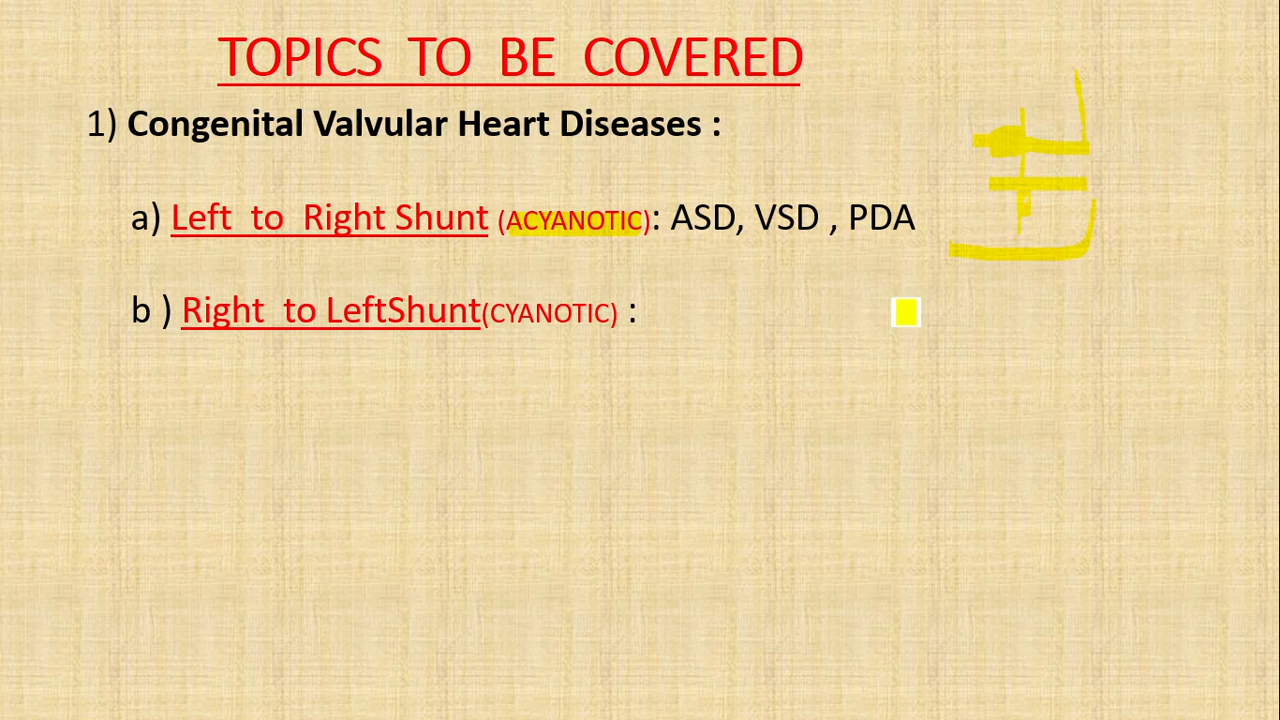 TOPICS TO BE COVERED
1) Congenital Valvular Heart Diseases :
a) Left to Right Shunt (ACYANOTIC): ASD, VSD , PDA
b ) Right to LeftShunt(CYANOTIC) :